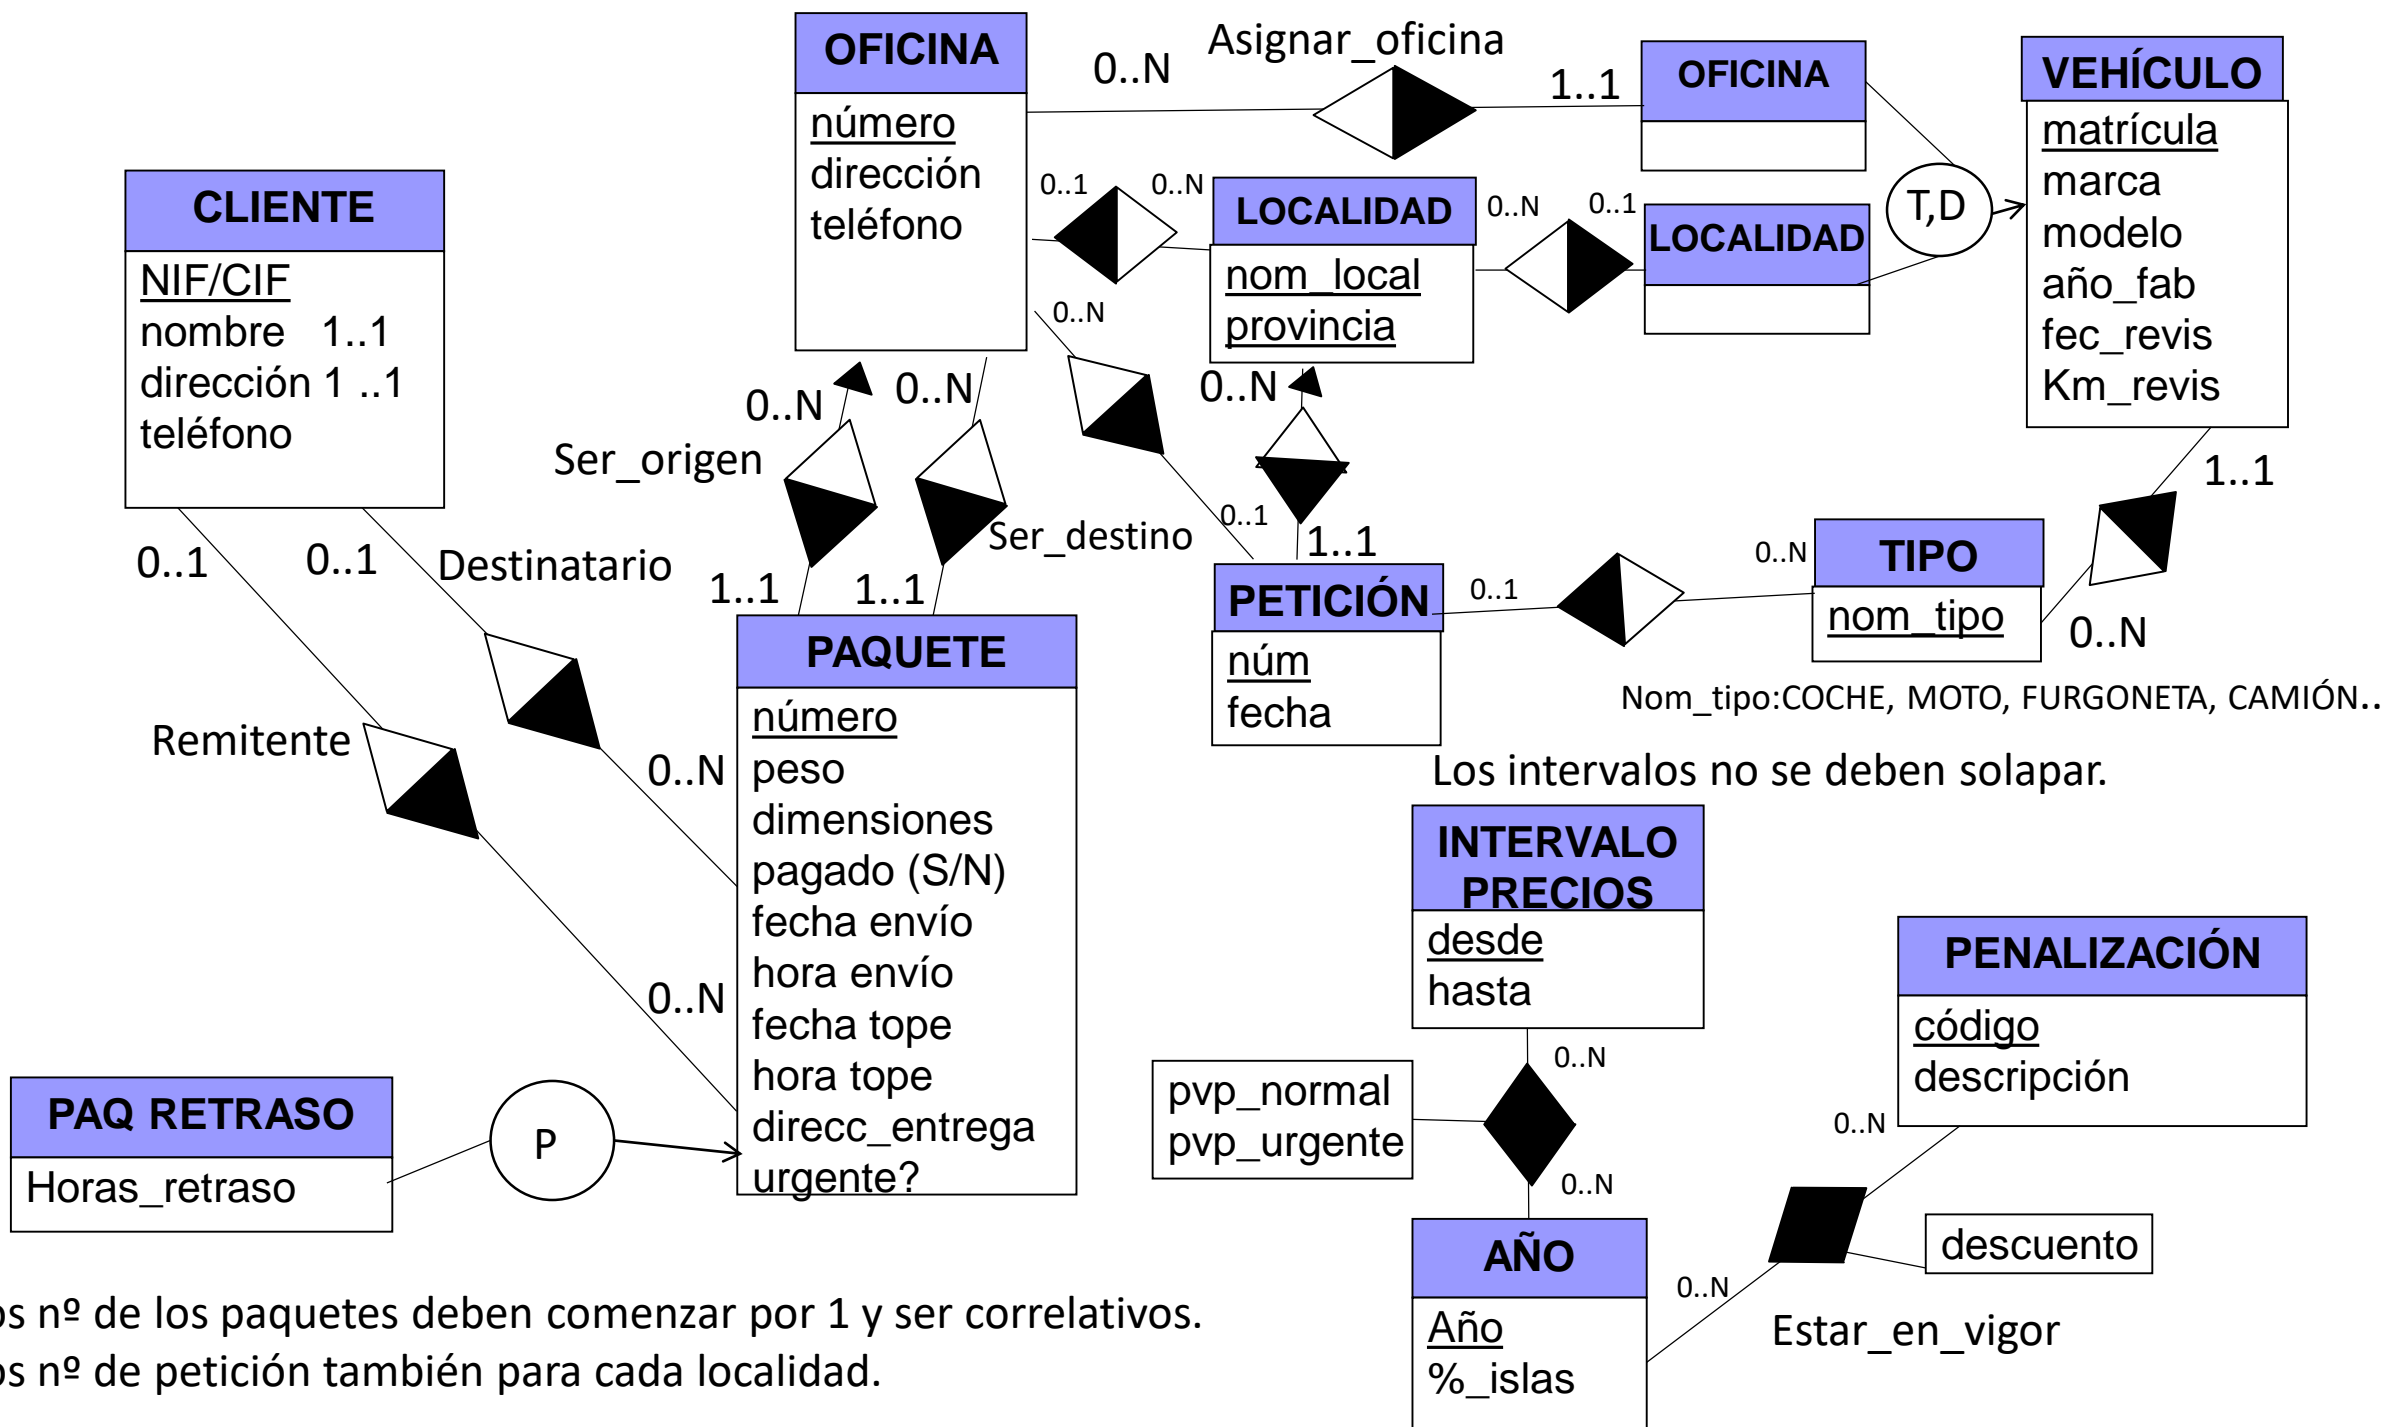 OFICINA
número
dirección
teléfono
0..N
Asignar_oficina
1..1
OFICINA
VEHÍCULO
matrícula
marca
modelo
año_fab
fec_revis
Km_revis
T,D
CLIENTE
NIF/CIF
nombre 1..1
dirección 1 ..1
teléfono
0..1
0..N
LOCALIDAD
nom_local
provincia
0..N
0..1
LOCALIDAD
0..N
0..N
0..N
0..N
Ser_origen
Ser_destino
0..1
1..1
1..1
0..1
0..1
Destinatario
1..1
1..1
PETICIÓN
núm
fecha
0..1
0..N
TIPO
nom_tipo
0..N
Nom_tipo:COCHE, MOTO, FURGONETA, CAMIÓN..
Los intervalos no se deben solapar.
PAQUETE
número
peso
dimensiones
pagado (S/N)
fecha envío
hora envío
fecha tope
hora tope
direcc_entrega
urgente?
Remitente
0..N
0..N
PAQ RETRASO
Horas_retraso
P
INTERVALO
PRECIOS
desde
hasta
0..N
pvp_normal
pvp_urgente
0..N
AÑO
Año
%_islas
PENALIZACIÓN
código
descripción
0..N
descuento
0..N
Estar_en_vigor
os nº de los paquetes deben comenzar por 1 y ser correlativos.
os nº de petición también para cada localidad.